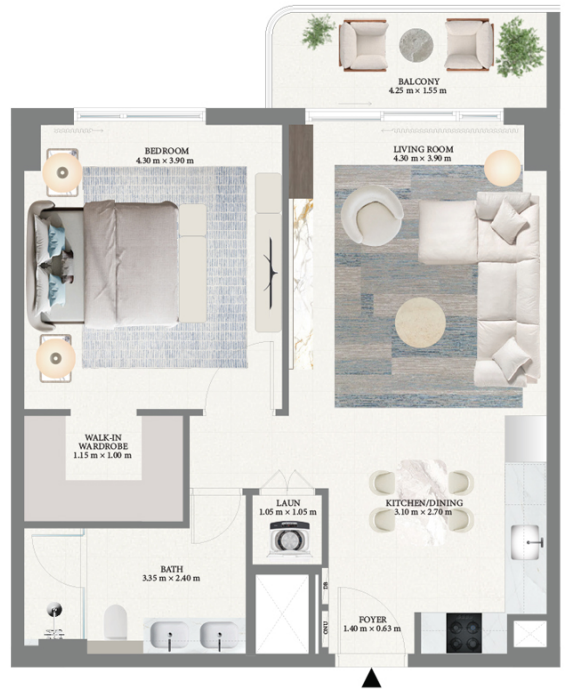 BALCONY
4.25 m × 1.55 m
BEDROOM
4.30 m × 3.90 m
LIVING ROOM
4.30 m × 3.90 m
WALK-IN
WARDROBE
1.15 m × 1.00 m
LAUN
1.05 m × 1.05 m
KITCHEN/DINING
3.10 m × 2.70 m
BATH
3.35 m × 2.40 m
FOYER
1.40 m × 0.63 m